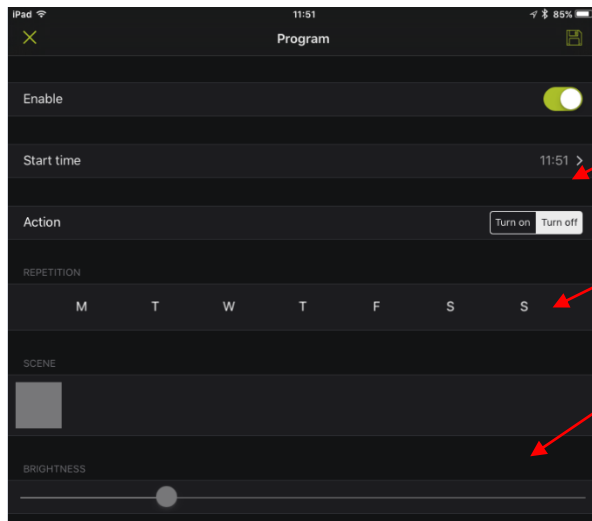 iPad 11:51 85%
Program
Enable
Start time 11:51
Action Turn on Turn off
REPETITION
M T W T F S S
SCENE
BRIGHTNESS